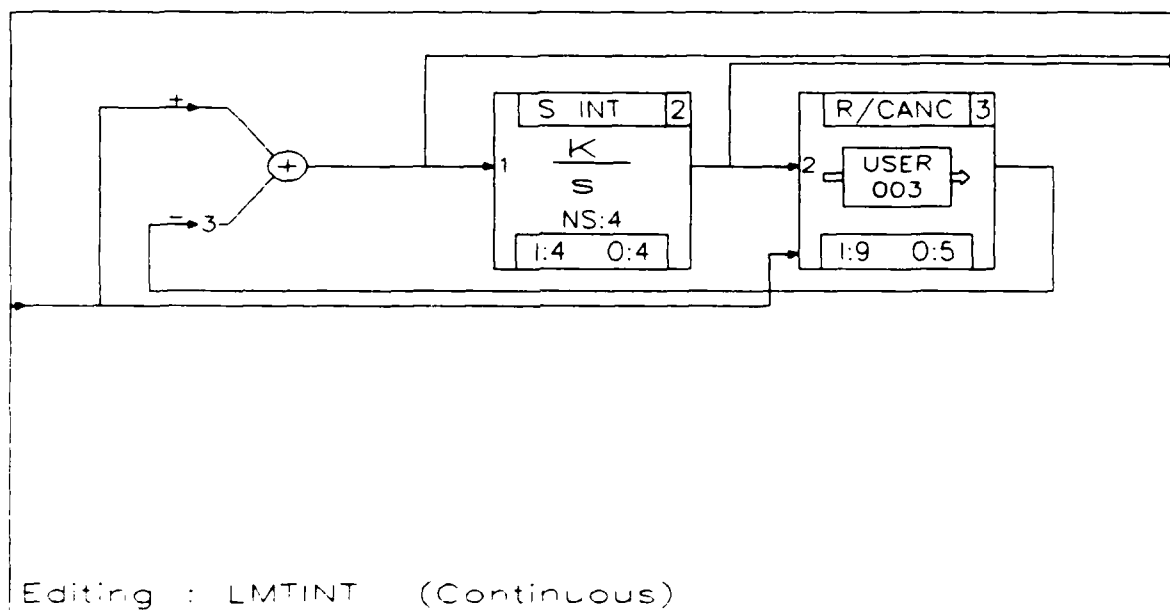 +
+
− 3
S INT 2
1
K
s
NS:4
I:4 O:4
R/CANC 3
2
USER
003
I:9 O:5
Editing : LMTINT (Continuous)